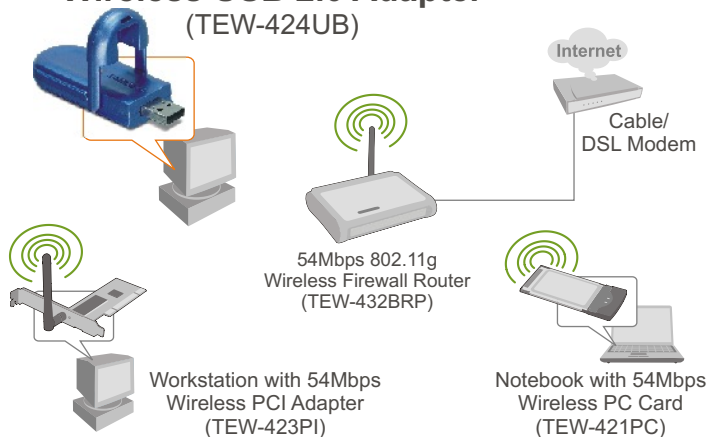 (TEW-424UB)
Internet
Cable/
DSL Modem
54Mbps 802.11g
Wireless Firewall Router
(TEW-432BRP)
Workstation with 54Mbps
Wireless PCI Adapter
(TEW-423PI)
Notebook with 54Mbps
Wireless PC Card
(TEW-421PC)